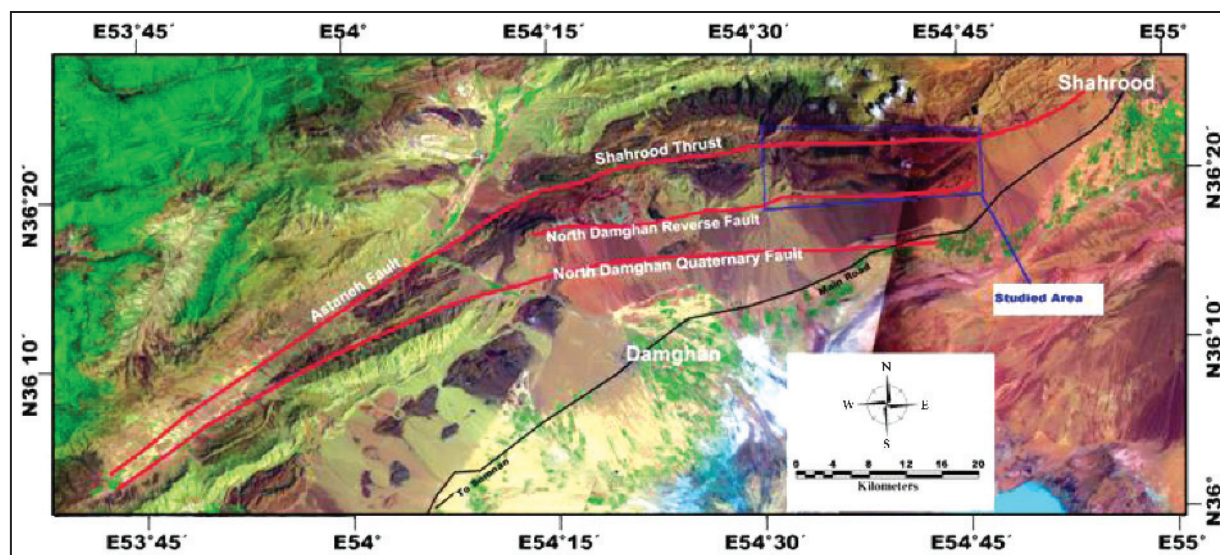 E53°45´ E54° E54°15´ E54°30´ E54°45´ E55°
Shahrood
Shahrood Thrust
N36°20´
N36°20´
North Damghan Reverse Fault
Astaneh Fault
North Damghan Quaternary Fault
Main Road
Studied Area
N36°10´
N36°10´
Damghan
N
W E
S
0 4 8 12 16 20
Kilometers
To Semnan
N36°
E53°45´ E54° E54°15´ E54°30´ E54°45´ E55°